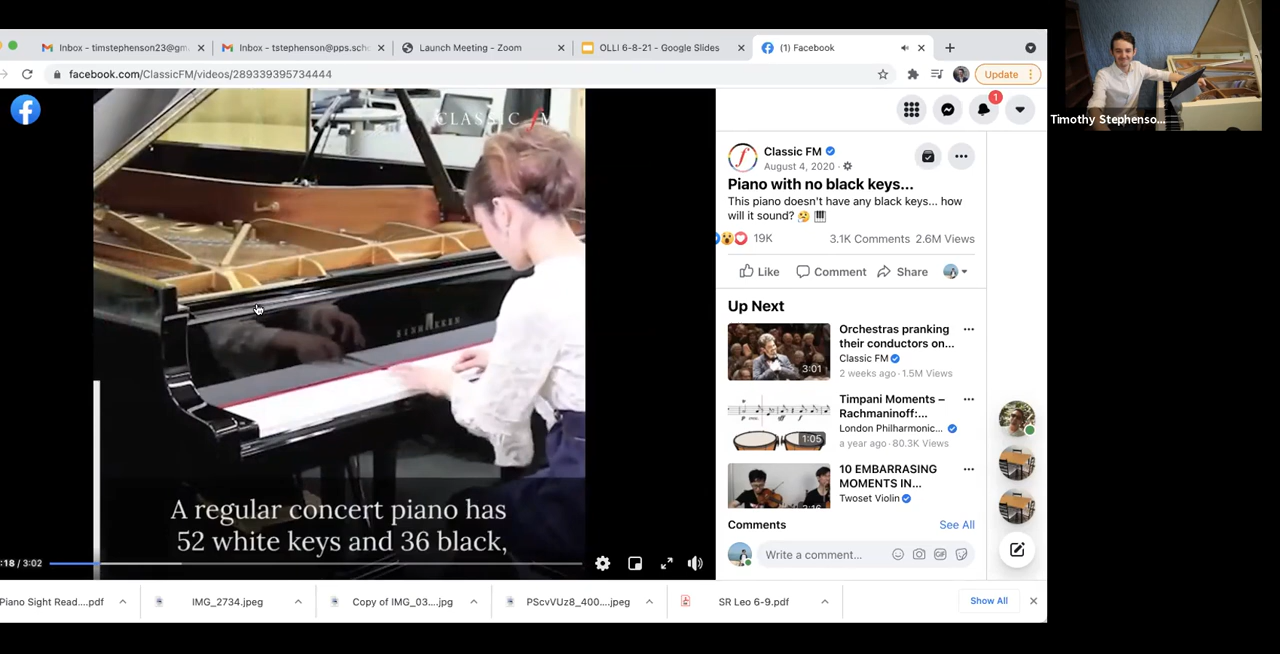 Inbox - timstephenson23@gm
Inbox - tstephenson@pps.sch
Launch Meeting - Zoom
OLLI 6-8-21 - Google Slides
(1) Facebook
facebook.com/ClassicFM/videos/289339395734444
Update
CLASSIC FM
A regular concert piano has
52 white keys and 36 black,
:18 / 3:02
1
Classic FM
August 4, 2020 ·
Piano with no black keys...
This piano doesn't have any black keys... how
will it sound?
19K
3.1K Comments 2.6M Views
Like
Comment
Share
Up Next
Orchestras pranking
their conductors on...
Classic FM
2 weeks ago · 1.5M Views
3:01
Timpani Moments –
Rachmaninoff:...
London Philharmonic...
a year ago · 80.3K Views
1:05
10 EMBARRASING
MOMENTS IN...
Twoset Violin
Comments
See All
Write a comment...
GIF
Piano Sight Read....pdf
IMG_2734.jpeg
Copy of IMG_03....jpg
PScvVUz8_400....jpeg
SR Leo 6-9.pdf
Show All
Timothy Stephenso...